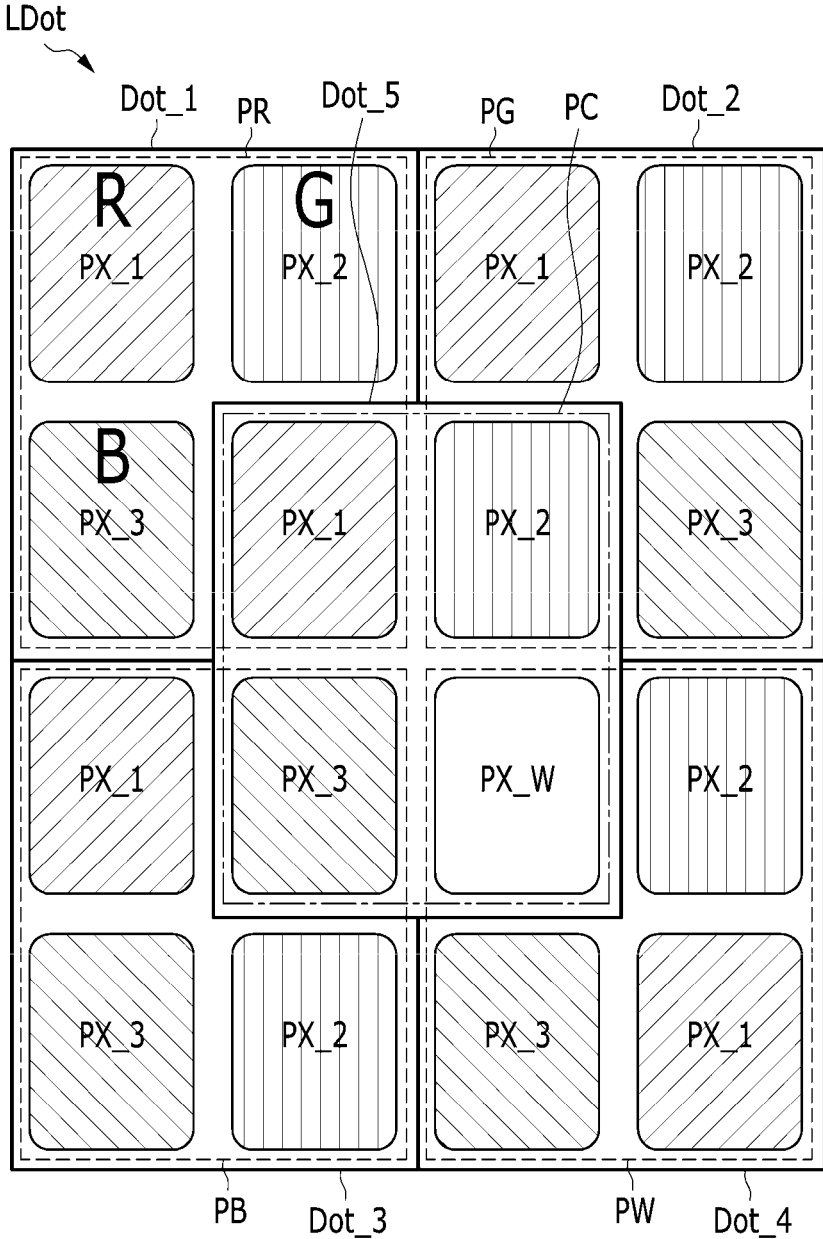 LDot
Dot_1 PR Dot_5 PG PC Dot_2
R G
PX_1 PX_2 PX_1 PX_2
B
PX_3 PX_1 PX_2 PX_3
PX_1 PX_3 PX_W PX_2
PX_3 PX_2 PX_3 PX_1
PB Dot_3 PW Dot_4